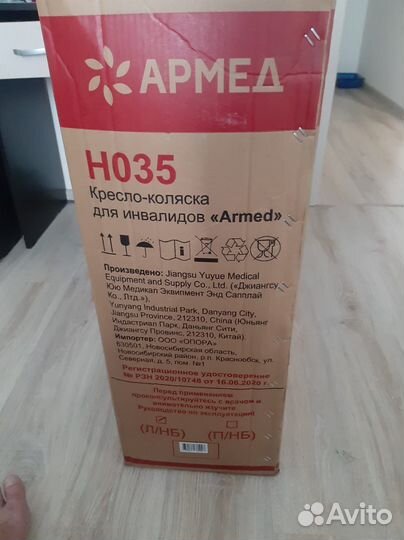 АРМЕД
H035
Кресло-коляска
для инвалидов «Armed»
Произведено: Jiangsu Yuyue Medical
Equipment and Supply Co., Ltd. («Джиангсу
Юю Медикал Эквипмент Энд Сапплай
Ко., Лтд.»),
Yunyang Industrial Park, Danyang City,
Jiangsu Province, 212310, China (Юньянг
Индастриал Парк, Даньянг Сити,
Джиангсу Провинс, 212310, Китай).
Импортер: ООО «ОПОРА»
630501, Новосибирская область,
Новосибирский район, р.п. Краснообск, ул.
Северная, д. 5, пом. №1
Регистрационное удостоверение
№ РЗН 2020/10748 от 16.06.2020 г.
Перед применением
проконсультируйтесь с врачом и
внимательно изучите
Руководство по эксплуатации!
(Л/НБ) (П/НБ)
Avito